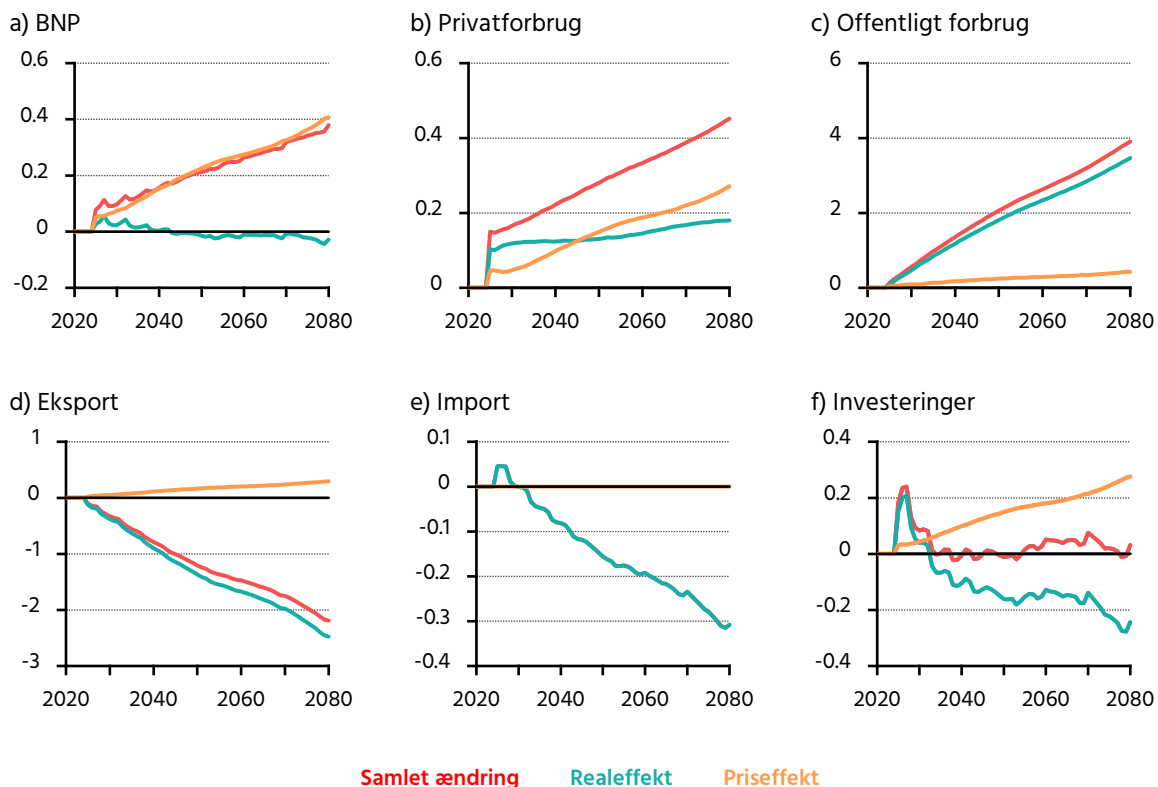 a) BNP
0.6
0.4
0.2
0
-0.2
2020 2040 2060 2080
b) Privatforbrug
0.6
0.4
0.2
0
2020 2040 2060 2080
c) Offentligt forbrug
6
4
2
0
2020 2040 2060 2080
d) Eksport
1
0
-1
-2
-3
2020 2040 2060 2080
e) Import
0.1
0
-0.1
-0.2
-0.3
-0.4
2020 2040 2060 2080
f) Investeringer
0.4
0.2
0
-0.2
-0.4
2020 2040 2060 2080
Samlet ændring Realeffekt Priseffekt